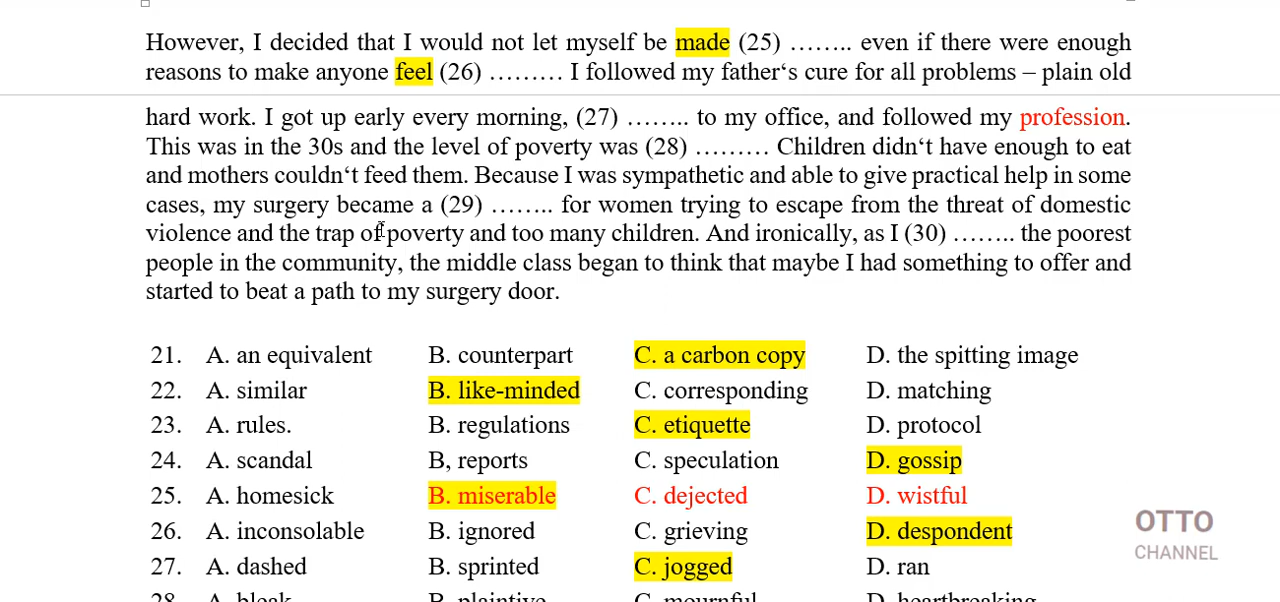 However, I decided that I would not let myself be made (25) …….. even if there were enough
reasons to make anyone feel (26) ……… I followed my father‘s cure for all problems – plain old
hard work. I got up early every morning, (27) …….. to my office, and followed my profession.
This was in the 30s and the level of poverty was (28) ……… Children didn‘t have enough to eat
and mothers couldn‘t feed them. Because I was sympathetic and able to give practical help in some
cases, my surgery became a (29) …….. for women trying to escape from the threat of domestic
violence and the trap of poverty and too many children. And ironically, as I (30) …….. the poorest
people in the community, the middle class began to think that maybe I had something to offer and
started to beat a path to my surgery door.
21. A. an equivalent B. counterpart C. a carbon copy D. the spitting image
22. A. similar B. like-minded C. corresponding D. matching
23. A. rules. B. regulations C. etiquette D. protocol
24. A. scandal B, reports C. speculation D. gossip
25. A. homesick B. miserable C. dejected D. wistful
26. A. inconsolable B. ignored C. grieving D. despondent
27. A. dashed B. sprinted C. jogged D. ran
28. A. bleak B. plaintive C. mournful D. heartbreaking
OTTO
CHANNEL